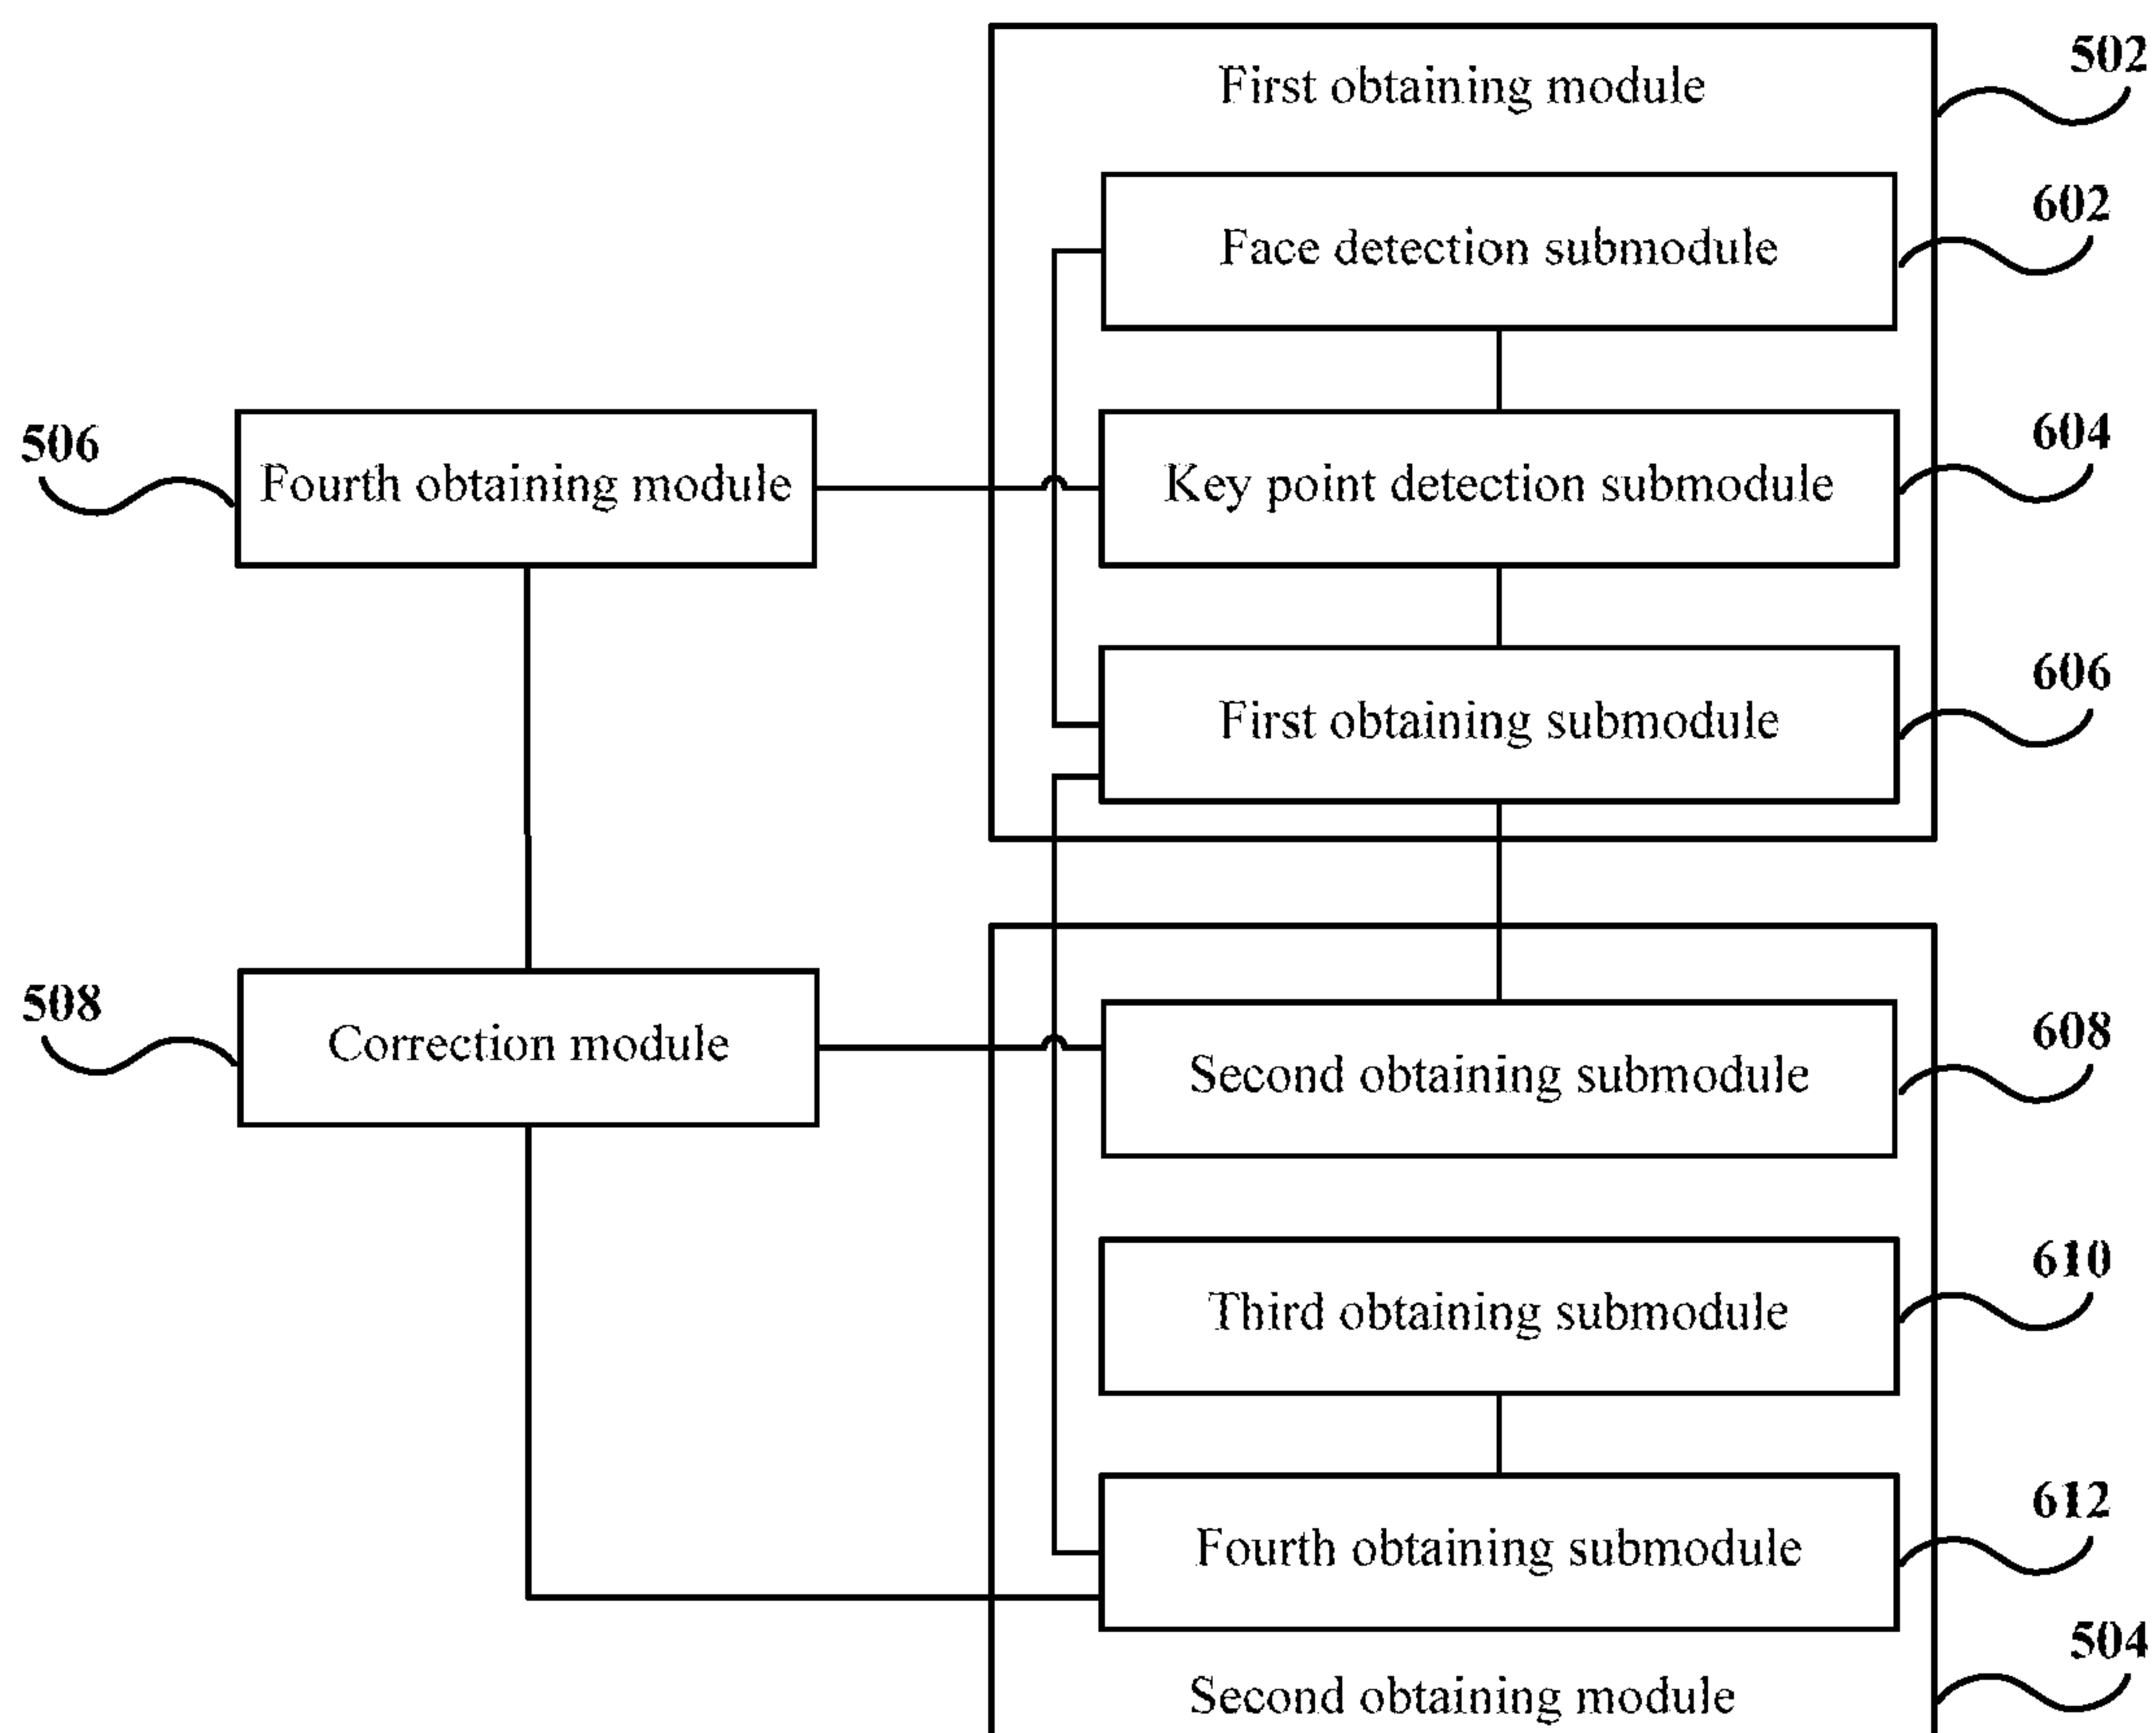 502
First obtaining module
602
Face detection submodule
506
Fourth obtaining module
604
Key point detection submodule
606
First obtaining submodule
508
Correction module
608
Second obtaining submodule
610
Third obtaining submodule
612
Fourth obtaining submodule
504
Second obtaining module